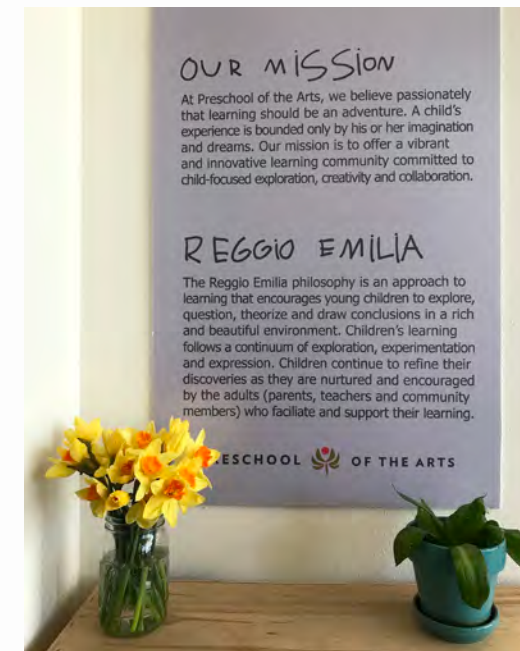 OUR MISSION
At Preschool of the Arts, we believe passionately
that learning should be an adventure. A child's
experience is bounded only by his or her imagination
and dreams. Our mission is to offer a vibrant
and innovative learning community committed to
child-focused exploration, creativity and collaboration.
REGGIO EMILIA
The Reggio Emilia philosophy is an approach to
learning that encourages young children to explore,
question, theorize and draw conclusions in a rich
and beautiful environment. Children's learning
follows a continuum of exploration, experimentation
and expression. Children continue to refine their
discoveries as they are nurtured and encouraged
by the adults (parents, teachers and community
members) who faciliate and support their learning.
ESCHOOL OF THE ARTS